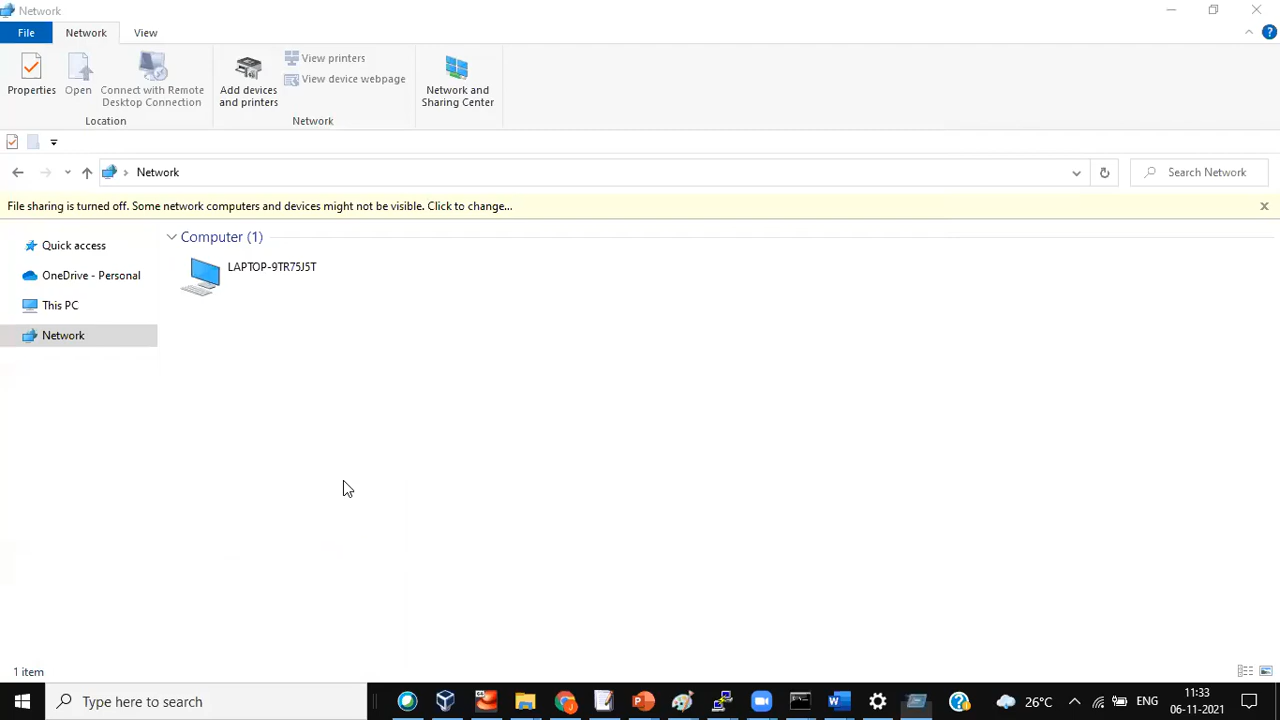 Network
File
Network
View
Properties
Open
Connect with Remote
Desktop Connection
Location
Add devices
and printers
View printers
View device webpage
Network
Network and
Sharing Center
Network
Search Network
File sharing is turned off. Some network computers and devices might not be visible. Click to change...
Quick access
OneDrive - Personal
This PC
Network
Computer (1)
LAPTOP-9TR75J5T
1 item
Type here to search
26°C
ENG
11:33
06-11-2021